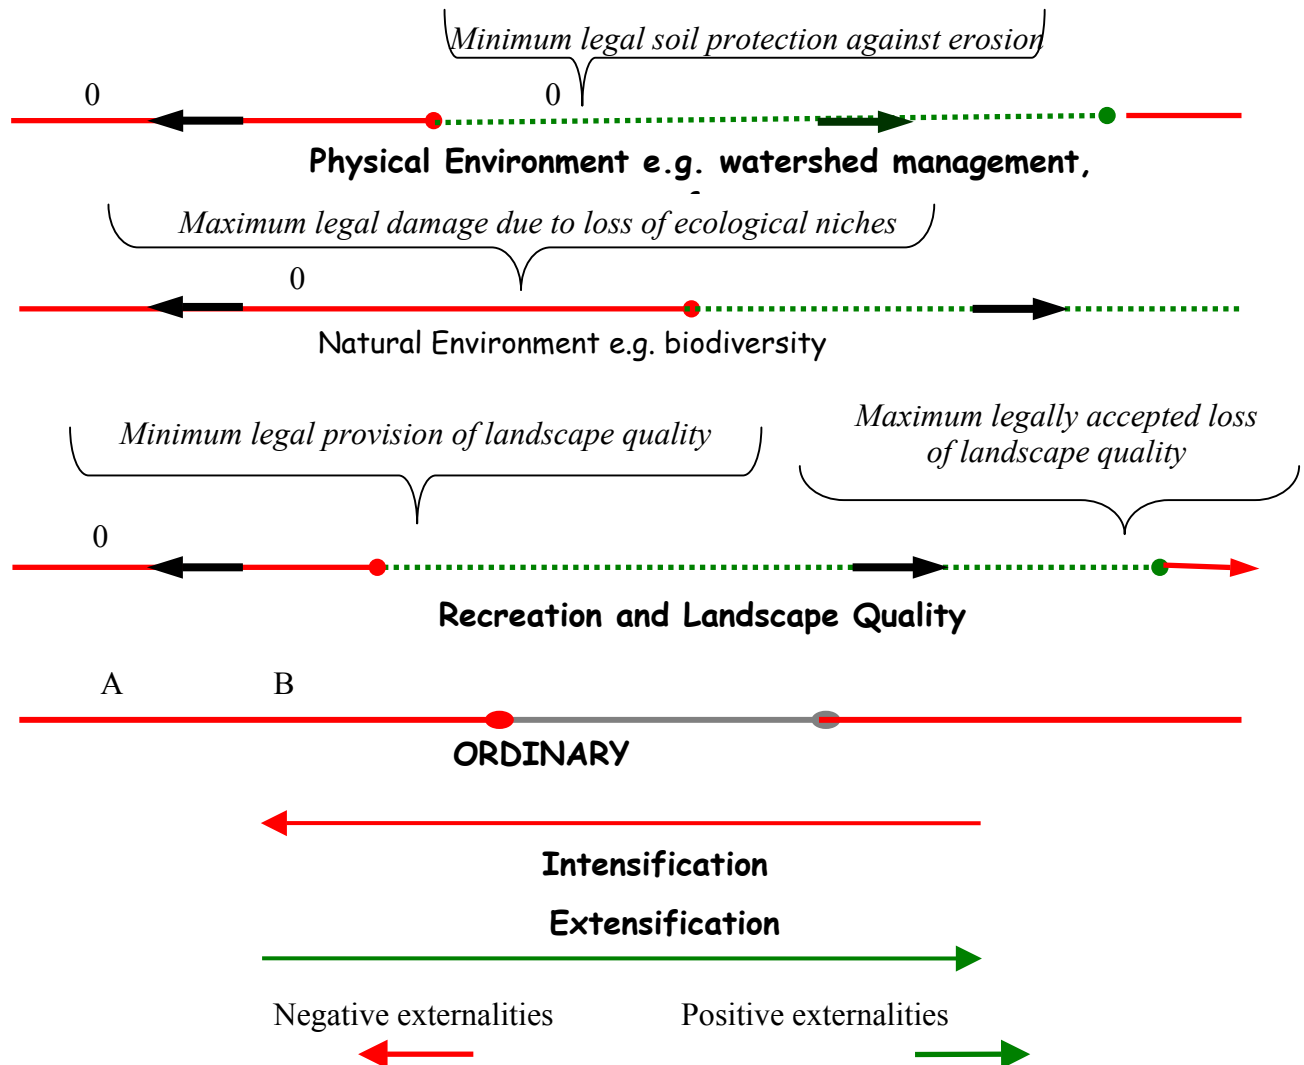 Minimum legal soil protection against erosion
0 0
Physical Environment e.g. watershed management,
Maximum legal damage due to loss of ecological niches
0
Natural Environment e.g. biodiversity
Minimum legal provision of landscape quality
Maximum legally accepted loss
of landscape quality
0
Recreation and Landscape Quality
A B
ORDINARY
Intensification
Extensification
Negative externalities Positive externalities